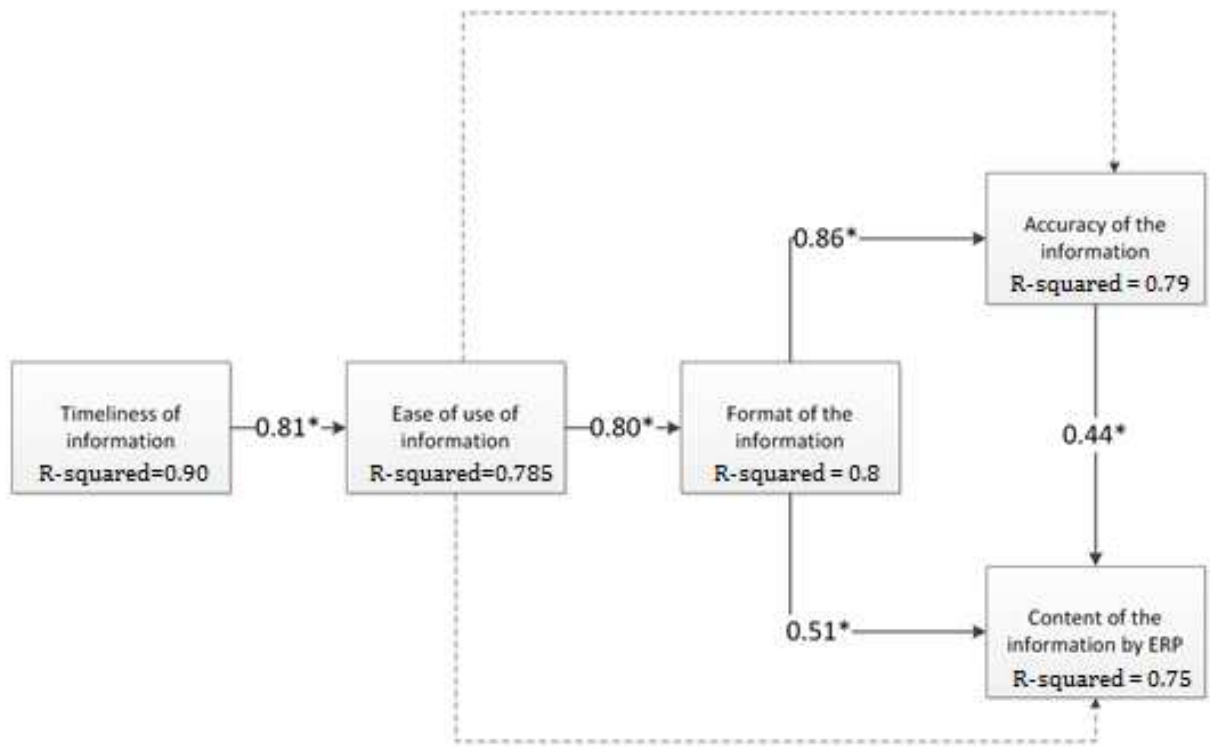 Accuracy of the
information
R-squared = 0.79
0.86*
Timeliness of
information
R-squared=0.90
0.81*
Ease of use of
information
R-squared=0.785
0.80*
Format of the
information
R-squared = 0.8
0.44*
0.51*
Content of the
information by ERP
R-squared = 0.75